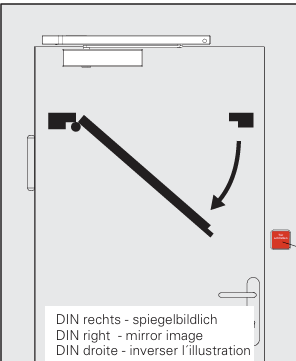 DIN rechts - spiegelbildlich
DIN right  - mirror image
DIN droite - inverser l´illustration